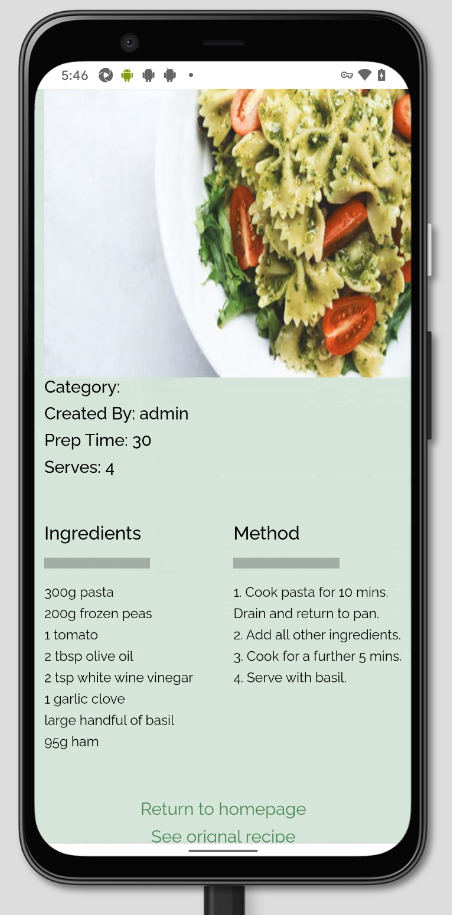 5:46
Category:
Created By: admin
Prep Time: 30
Serves: 4
Ingredients
300g pasta
200g frozen peas
1 tomato
2 tbsp olive oil
2 tsp white wine vinegar
1 garlic clove
large handful of basil
95g ham
Method
1. Cook pasta for 10 mins.
Drain and return to pan.
2. Add all other ingredients.
3. Cook for a further 5 mins.
4. Serve with basil.
Return to homepage
See orignal recipe